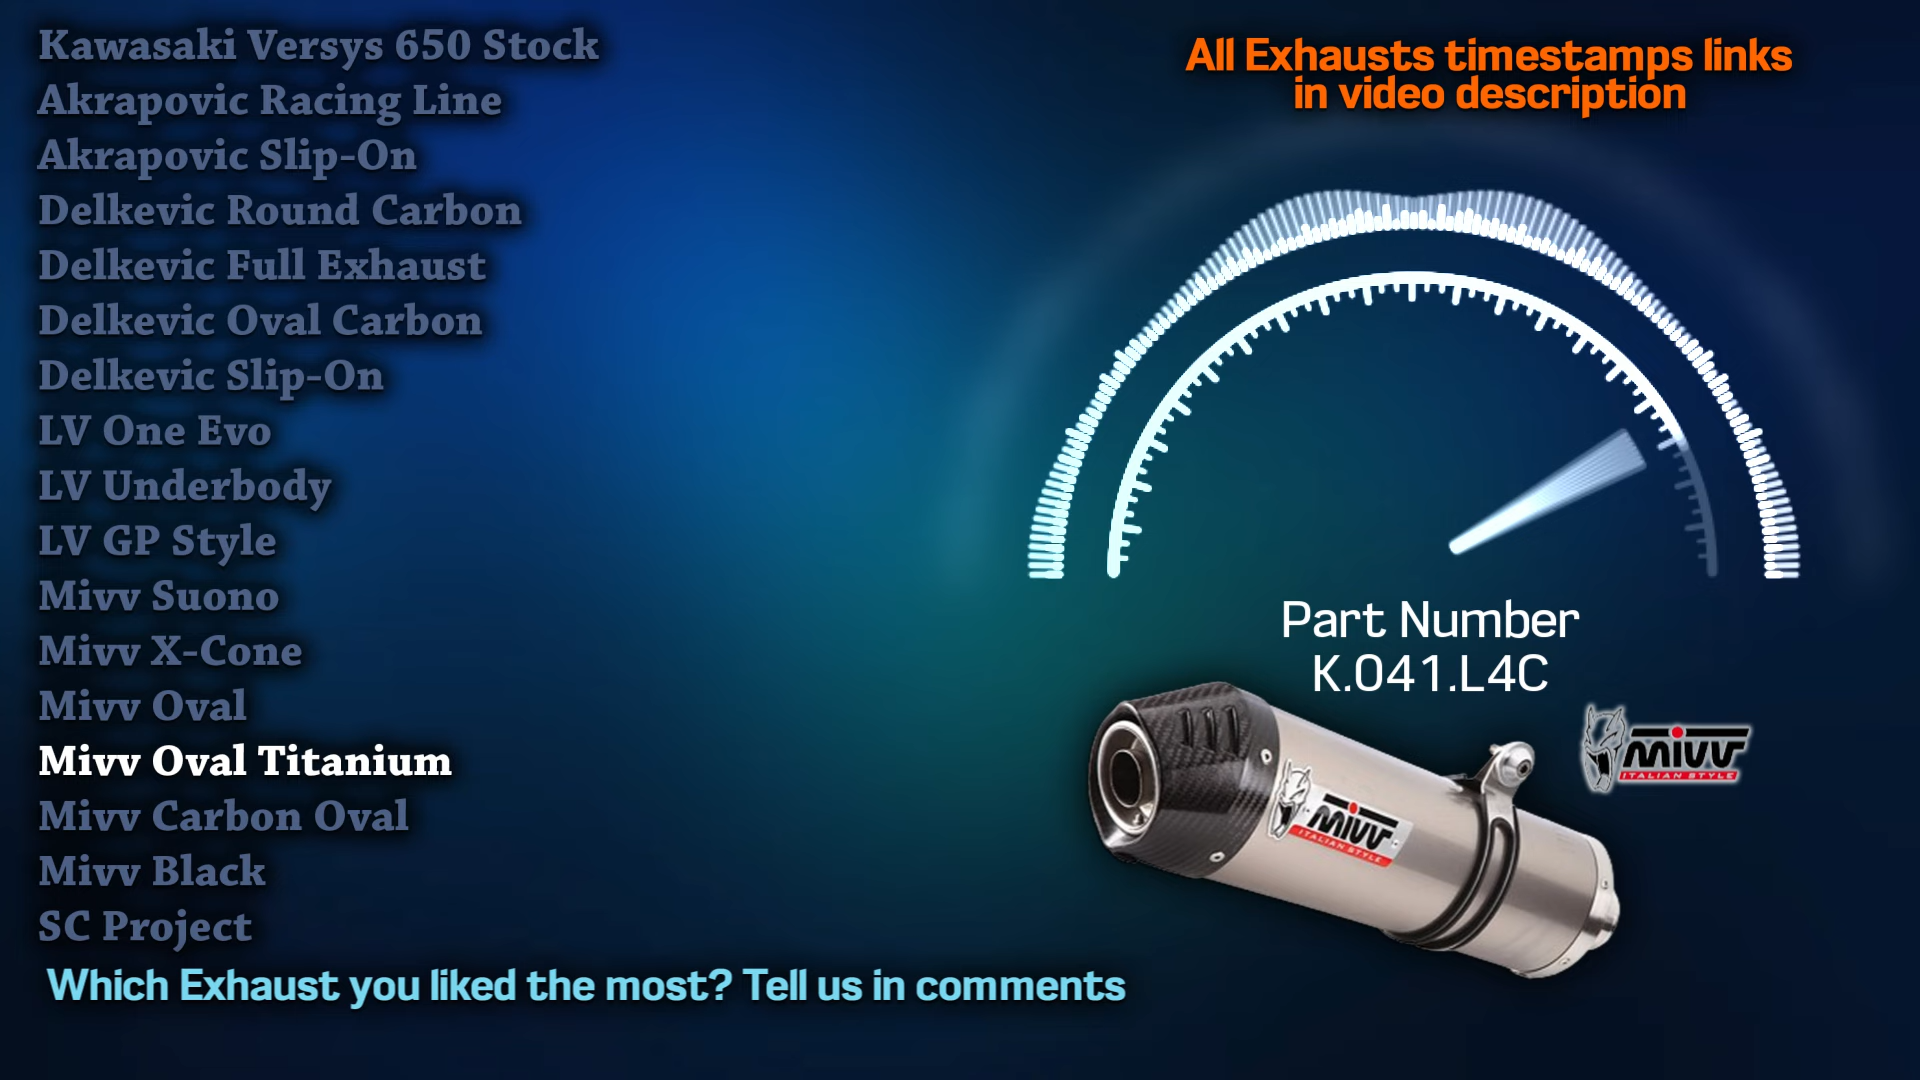 Kawasaki Versys 650 Stock
Akrapovic Racing Line
Akrapovic Slip-On
Delkevic Round Carbon
Delkevic Full Exhaust
Delkevic Oval Carbon
Delkevic Slip-On
LV One Evo
LV Underbody
LV GP Style
Mivv Suono
Mivv X-Cone
Mivv Oval
Mivv Oval Titanium
Mivv Carbon Oval
Mivv Black
SC Project
Which Exhaust you liked the most? Tell us in comments
All Exhausts timestamps links
in video description
Part Number
K.041.L4C
mivv
ITALIAN STYLE
mivv
ITALIAN STYLE